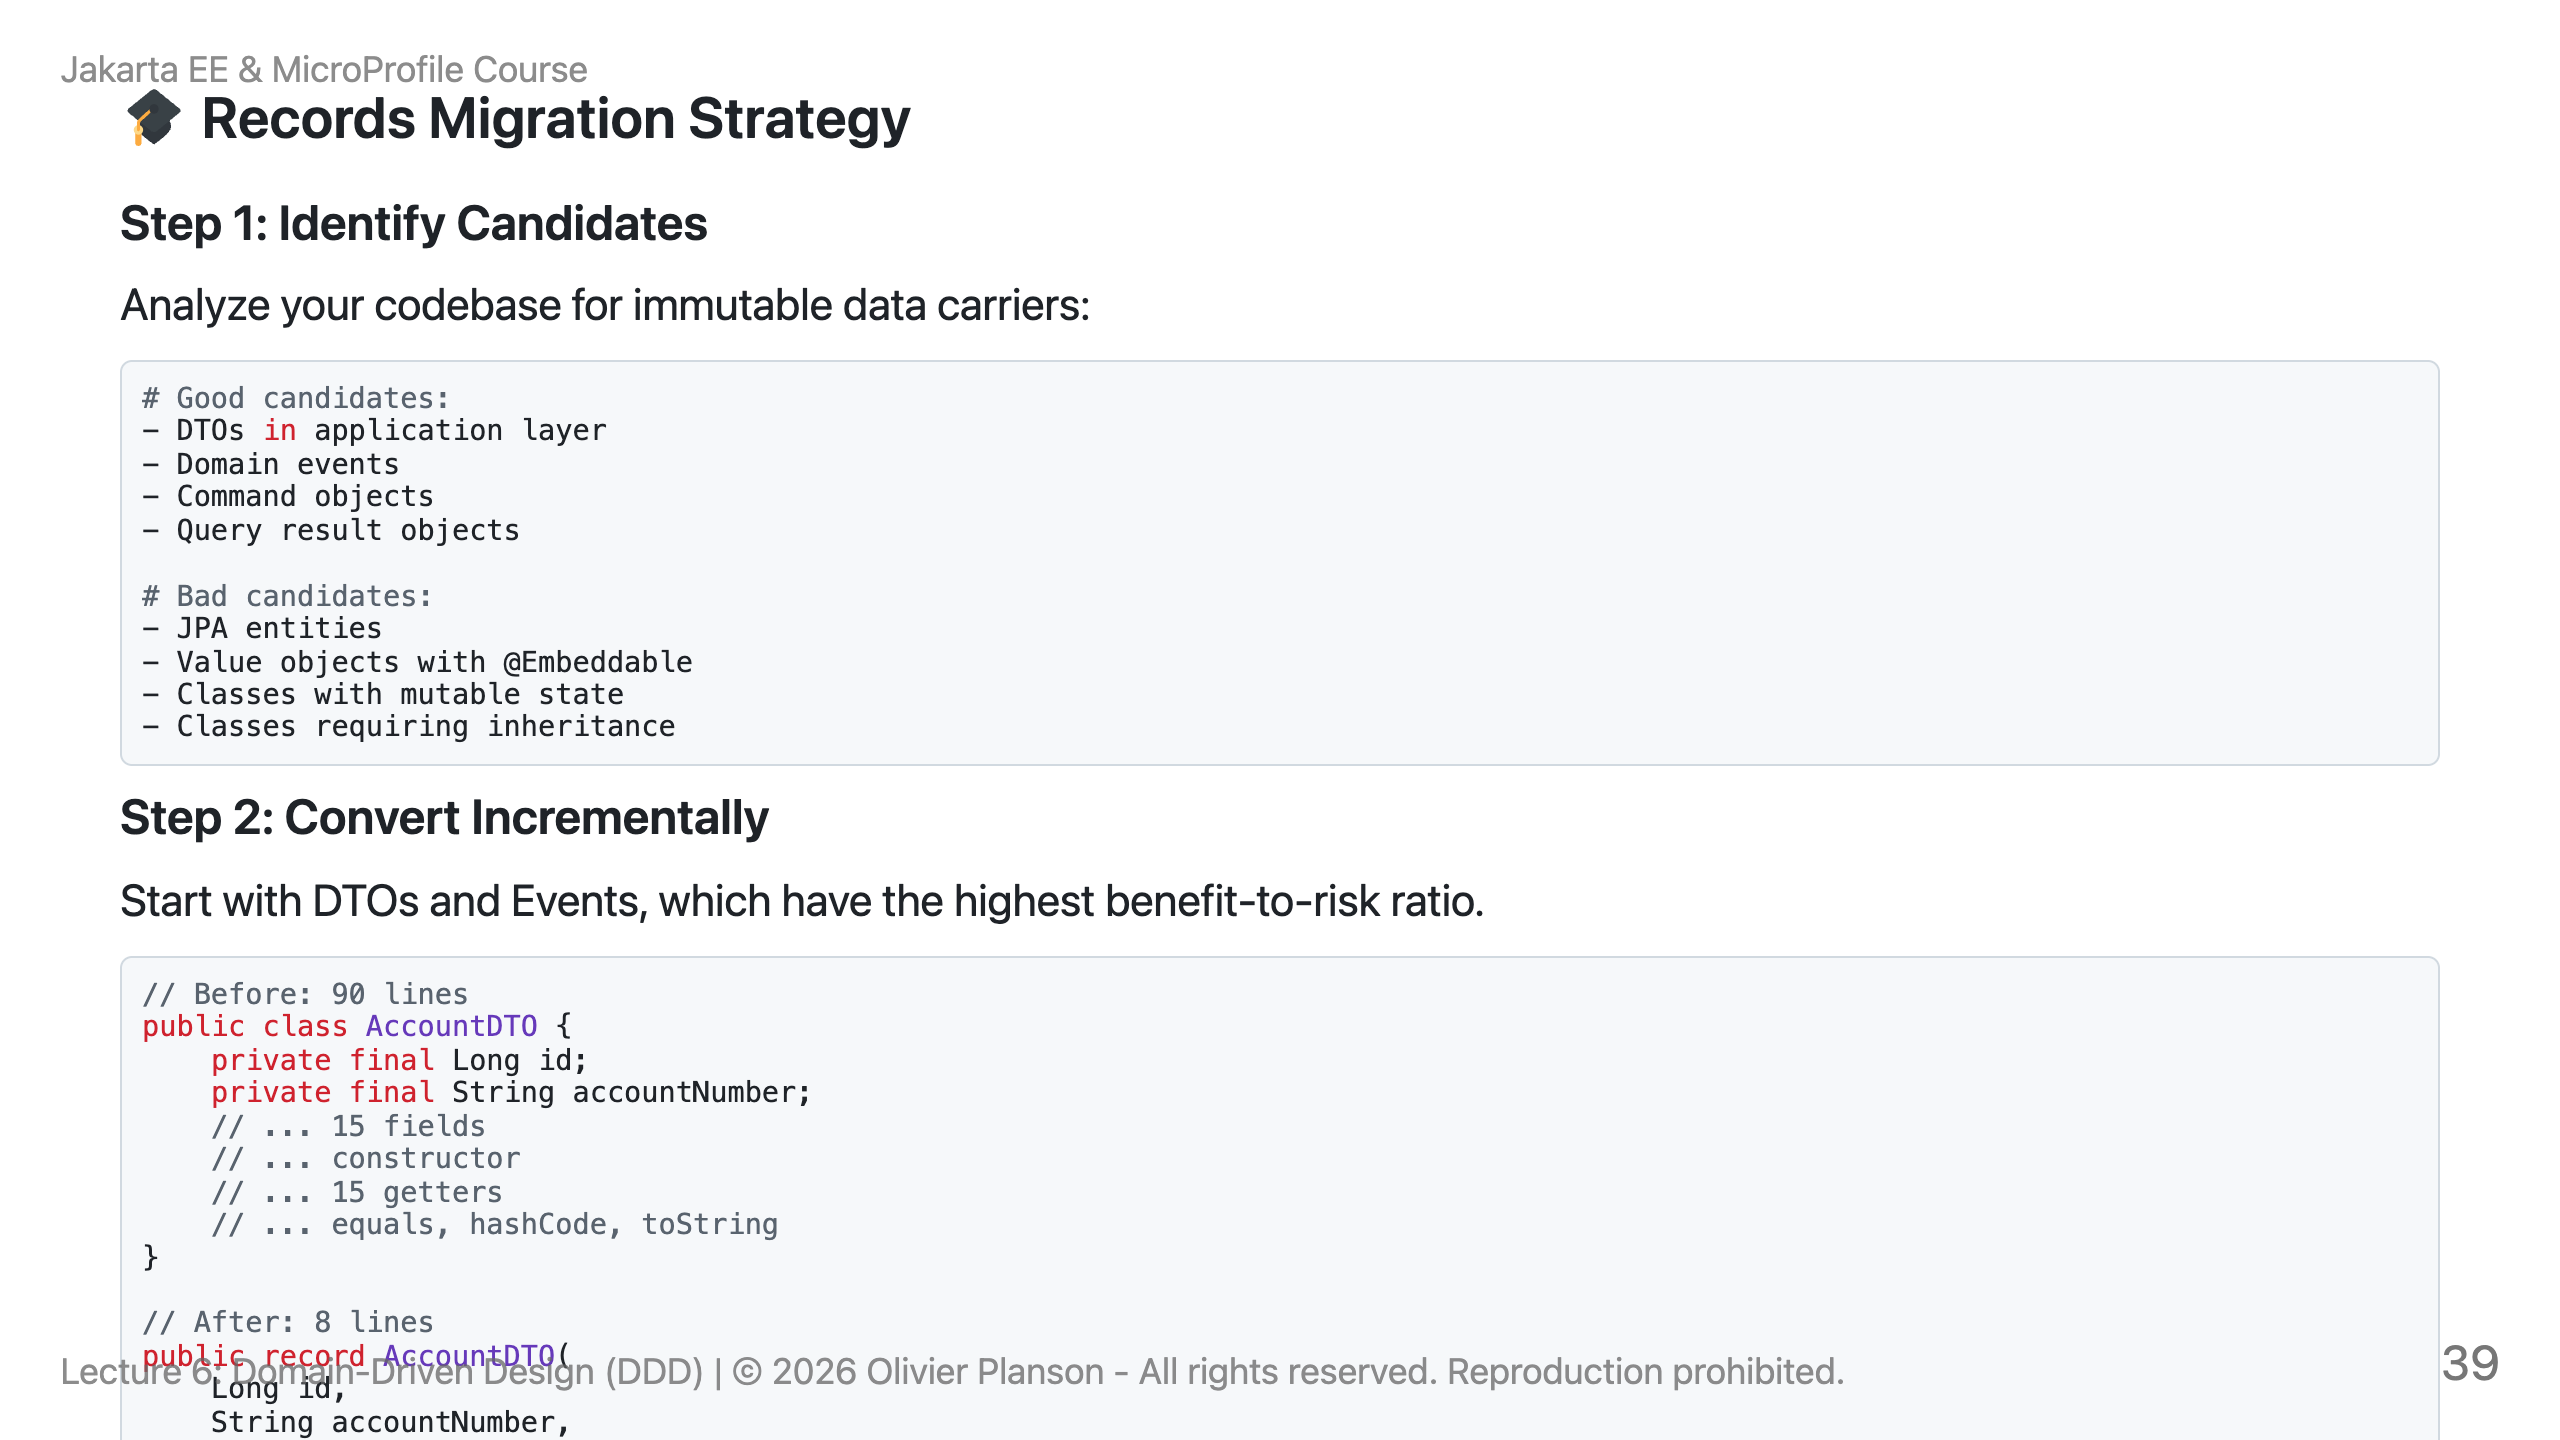 Jakarta EE & MicroProfile Course
🎓 Records Migration Strategy
Step 1: Identify Candidates
Analyze your codebase for immutable data carriers:
# Good candidates:
- DTOs in application layer
- Domain events
- Command objects
- Query result objects
# Bad candidates:
- JPA entities
- Value objects with @Embeddable
- Classes with mutable state
- Classes requiring inheritance
Step 2: Convert Incrementally
Start with DTOs and Events, which have the highest benefit-to-risk ratio.
// Before: 90 lines
public class AccountDTO {
    private final Long id;
    private final String accountNumber;
    // ... 15 fields
    // ... constructor
    // ... 15 getters
    // ... equals, hashCode, toString
}
// After: 8 lines
public record AccountDTO(
    Long id,
    String accountNumber,
Lecture 6: Domain-Driven Design (DDD) | © 2026 Olivier Planson - All rights reserved. Reproduction prohibited.
39